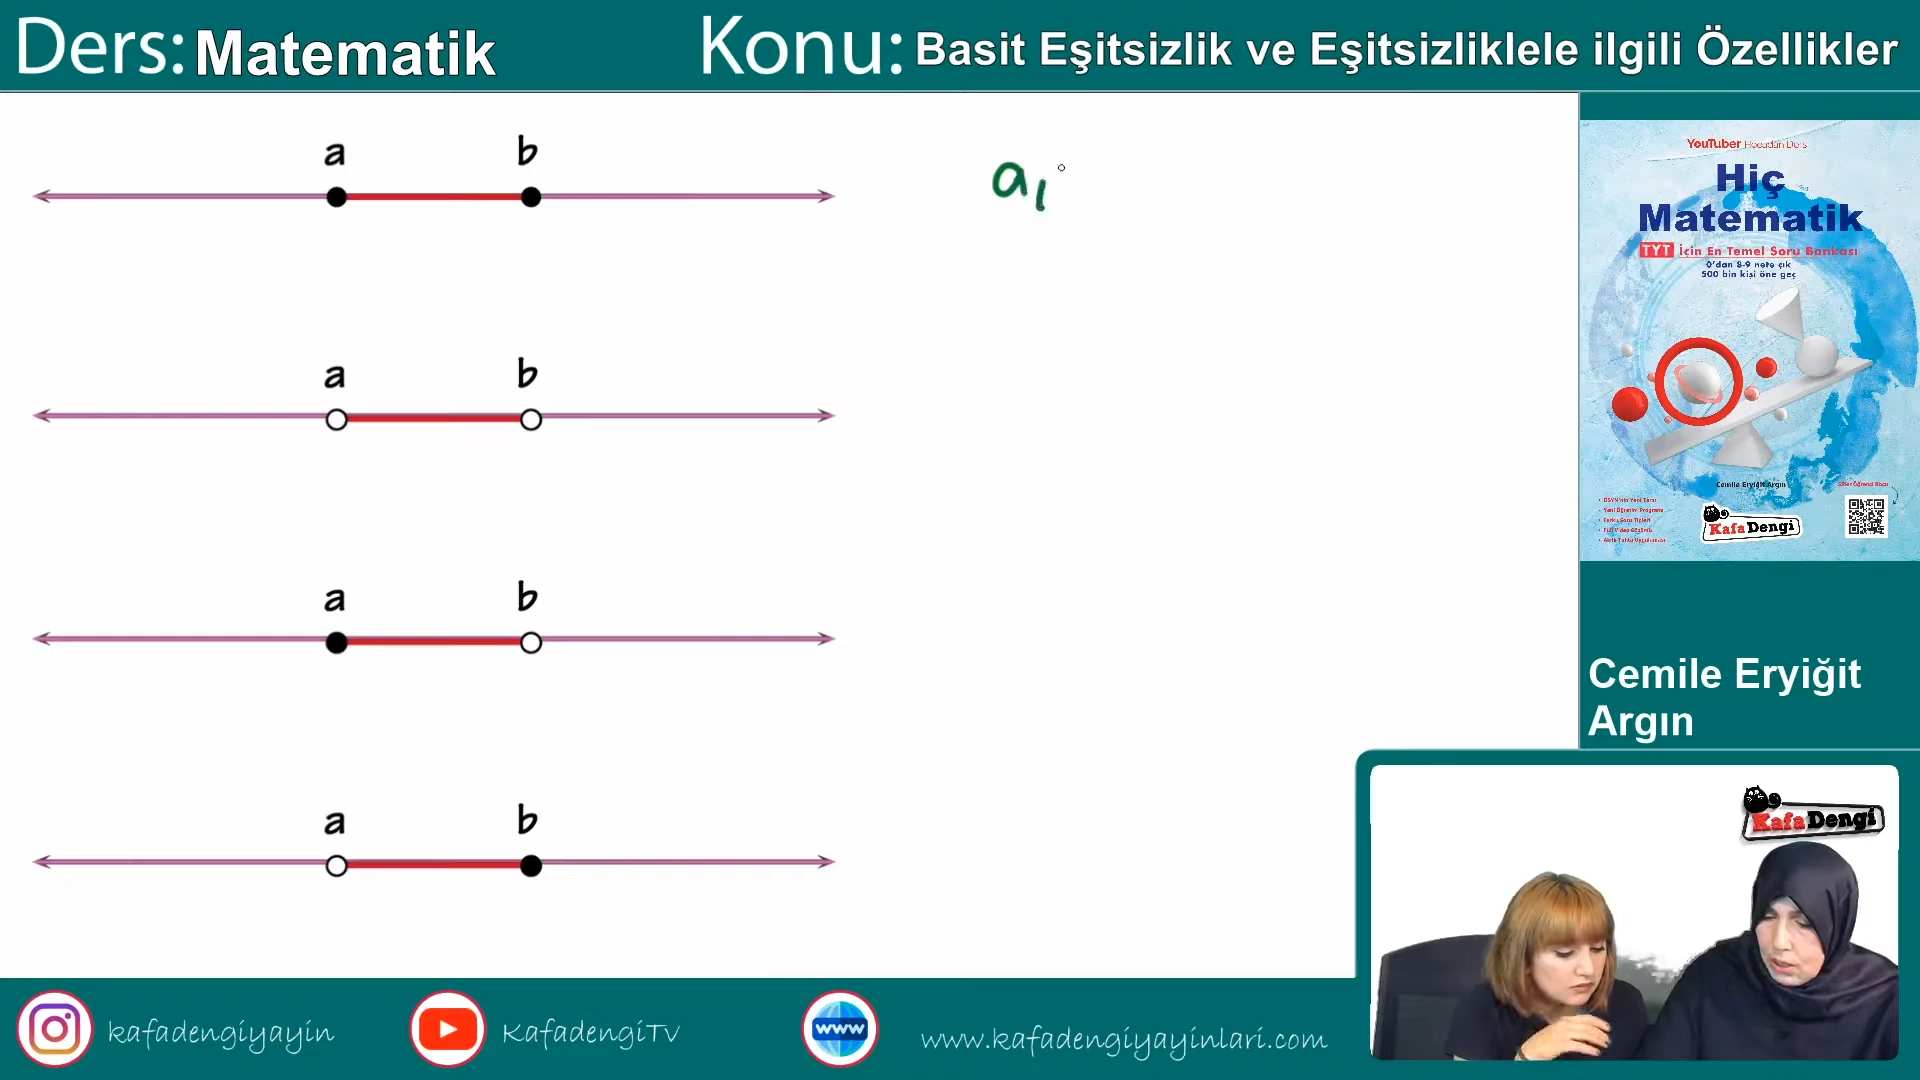 Ders: Matematik
Konu: Basit Eşitsizlik ve Eşitsizliklele ilgili Özellikler
a b
a b
a b
a b
a,
YouTuber Hocadan Ders
Hiç
Matematik
TYT İçin En Temel Soru Bankası
0'dan 8-9 nete çık
500 bin kişi öne geç
Cemile Eryiğit Argın
KafaDengi
Cemile Eryiğit
Argın
KafaDengi
kafadengiyayin
KafadengiTV
www
www.kafadengiyayinlari.com